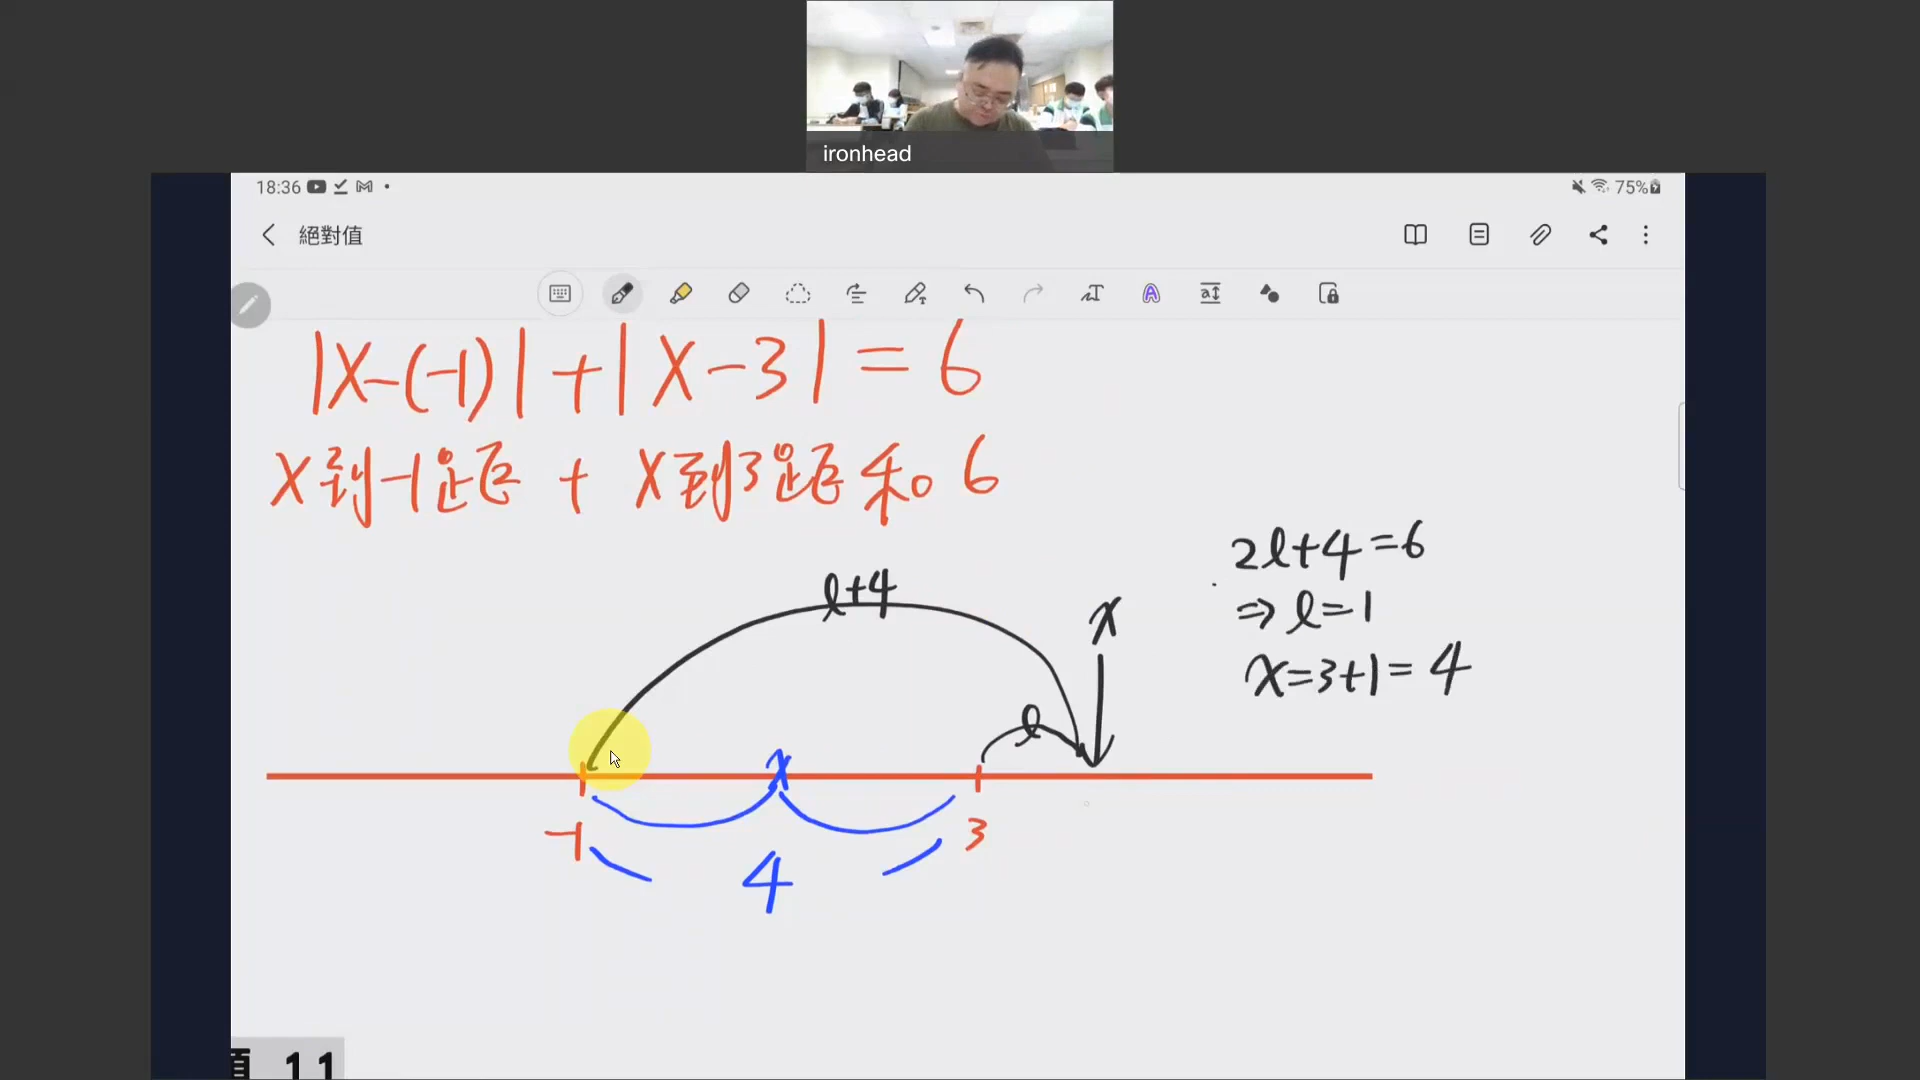 ironhead
18:36
75%
絕對值
|X-(-1)|+|X-3|=6
X到-1距 + X到3距和6
2ℓ+4=6
⇒ ℓ=1
x=3+1=4
ℓ+4
x
ℓ
x
-1
3
4
11